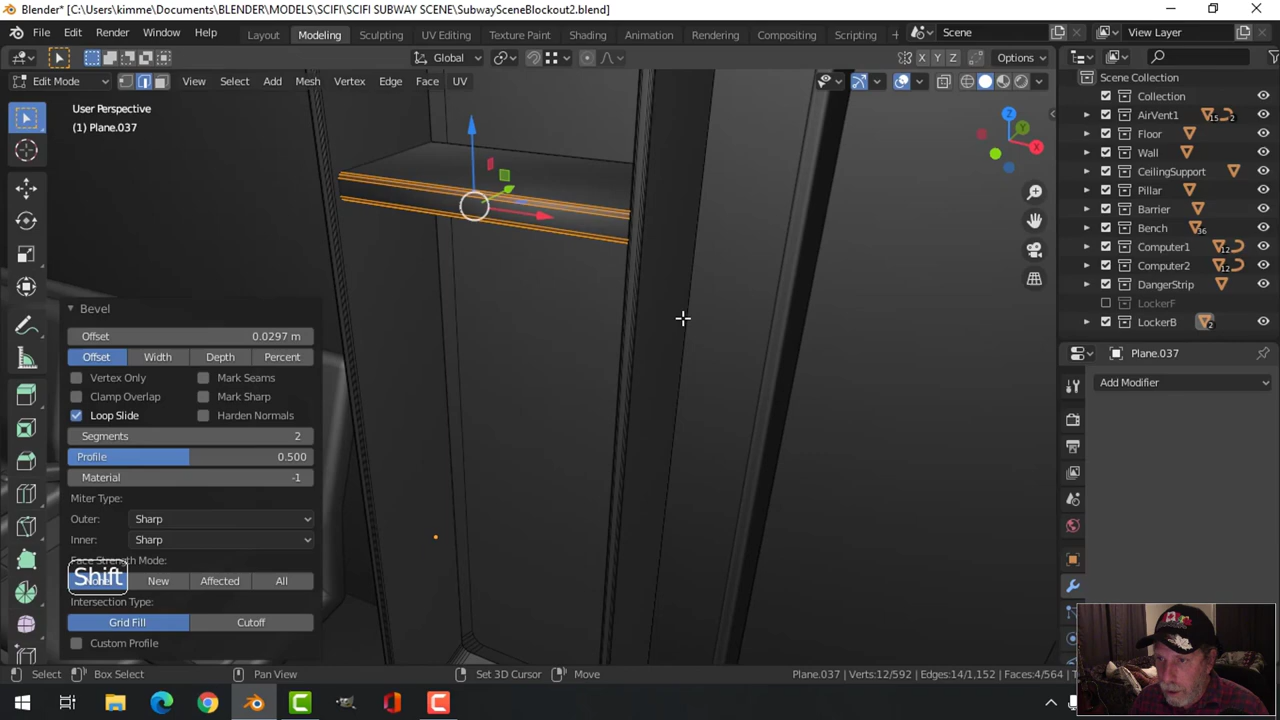 Blender* [C:\Users\kimme\Documents\BLENDER\MODELS\SCIFI\SCIFI SUBWAY SCENE\SubwaySceneBlockout2.blend]
File Edit Render Window Help Layout Modeling Sculpting UV Editing Texture Paint Shading Animation Rendering Compositing Scripting + Scene View Layer
Global X Y Z Options
Edit Mode View Select Add Mesh Vertex Edge Face UV
User Perspective
(1) Plane.037
Z
Y
X
Scene Collection
Collection
AirVent1 15 2
Floor
Wall
CeilingSupport
Pillar
Barrier
Bench 36
Computer1 12
Computer2 12
DangerStrip
LockerF
LockerB 2
Plane.037
Add Modifier
Bevel
Offset 0.0297 m
Offset Width Depth Percent
Vertex Only Mark Seams
Clamp Overlap Mark Sharp
Loop Slide Harden Normals
Segments 2
Profile 0.500
Material -1
Miter Type:
Outer: Sharp
Inner: Sharp
Face Strength Mode:
Shift
New Affected All
Intersection Type:
Grid Fill Cutoff
Custom Profile
Select Box Select Pan View Set 3D Cursor Move Plane.037 | Verts:12/592 | Edges:14/1,152 | Faces:4/564 |